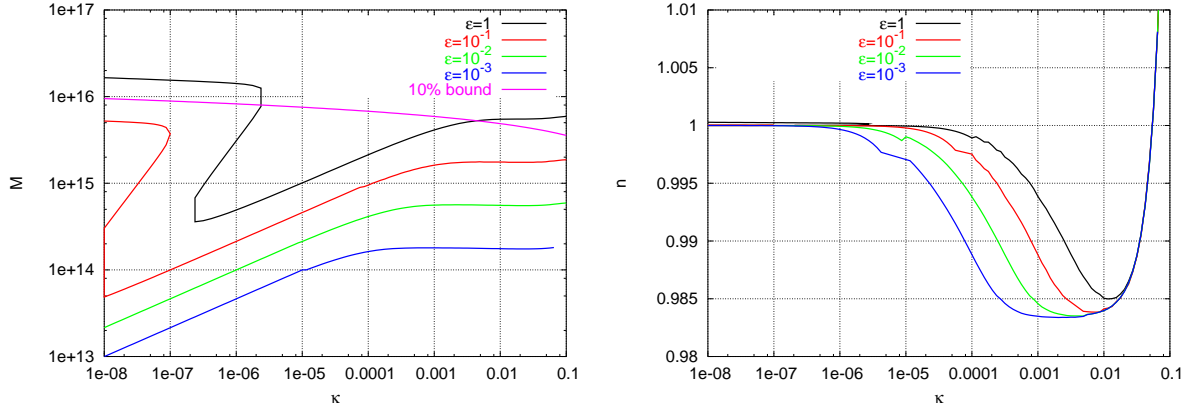 1e+17
1e+16
1e+15
1e+14
1e+13
M
1e-08 1e-07 1e-06 1e-05 0.0001 0.001 0.01 0.1
κ
ε=1
ε=10⁻¹
ε=10⁻²
ε=10⁻³
10% bound
1.01
1.005
1
0.995
0.99
0.985
0.98
n
1e-08 1e-07 1e-06 1e-05 0.0001 0.001 0.01 0.1
κ
ε=1
ε=10⁻¹
ε=10⁻²
ε=10⁻³